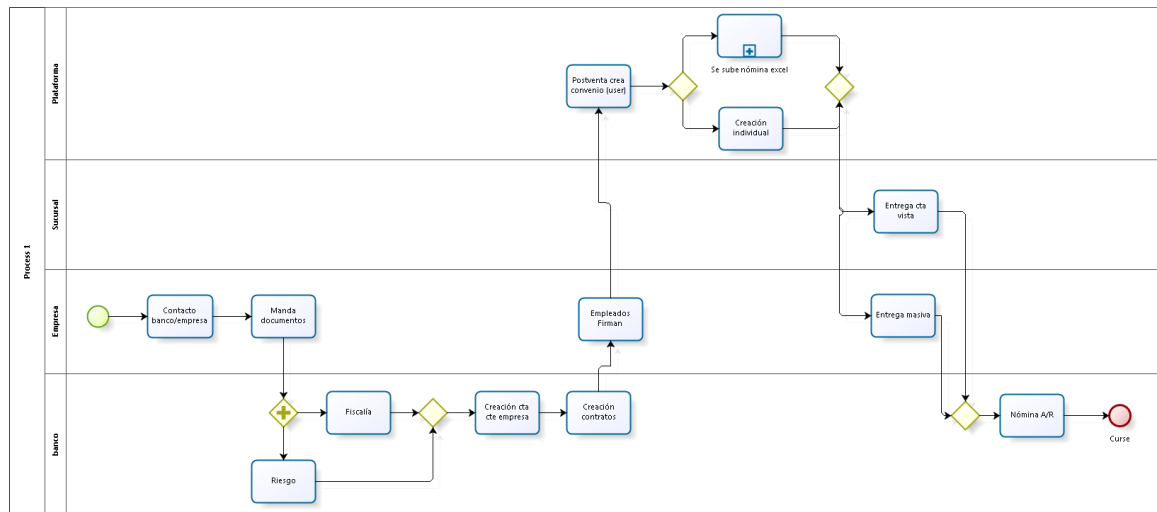 Process 1
Plataforma
Postventa crea
convenio (user)
Se sube nómina excel
Creación
individual
Sucursal
Entrega cta
vista
Empresa
Contacto
banco/empresa
Manda
documentos
Empleados
Firman
Entrega masiva
banco
Fiscalía
Riesgo
Creación cta
cte empresa
Creación
contratos
Nómina A/R
Curse